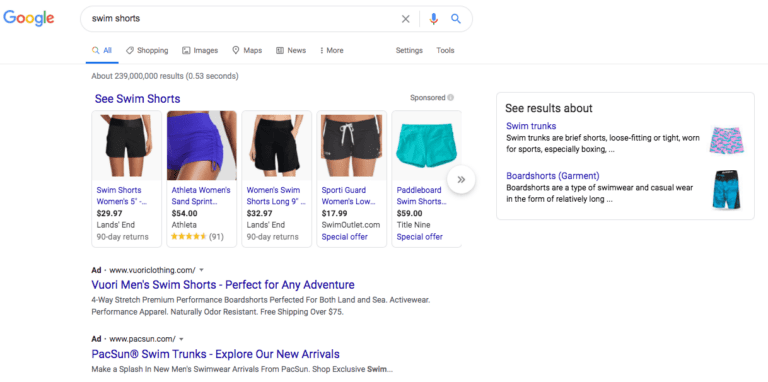 Google
swim shorts
All
Shopping
Images
Maps
News
More
Settings
Tools
About 239,000,000 results (0.53 seconds)
See Swim Shorts
Sponsored
Swim Shorts
Women's 5" -...
$29.97
Lands' End
90-day returns
Athleta Women's
Sand Sprint...
$54.00
Athleta
(91)
Women's Swim
Shorts Long 9" ...
$32.97
Lands' End
90-day returns
Sporti Guard
Women's Low...
$17.99
SwimOutlet.com
Special offer
Paddleboard
Swim Shorts...
$59.00
Title Nine
Special offer
See results about
Swim trunks
Swim trunks are brief shorts, loose-fitting or tight, worn
for sports, especially boxing, ...
Boardshorts (Garment)
Boardshorts are a type of swimwear and casual wear
in the form of relatively long ...
Ad · www.vuoriclothing.com/
Vuori Men's Swim Shorts - Perfect for Any Adventure
4-Way Stretch Premium Performance Boardshorts Perfected For Both Land and Sea. Activewear.
Performance Apparel. Naturally Odor Resistant. Free Shipping Over $75.
Ad · www.pacsun.com/
PacSun® Swim Trunks - Explore Our New Arrivals
Make a Splash In New Men's Swimwear Arrivals From PacSun. Shop Exclusive Swim...